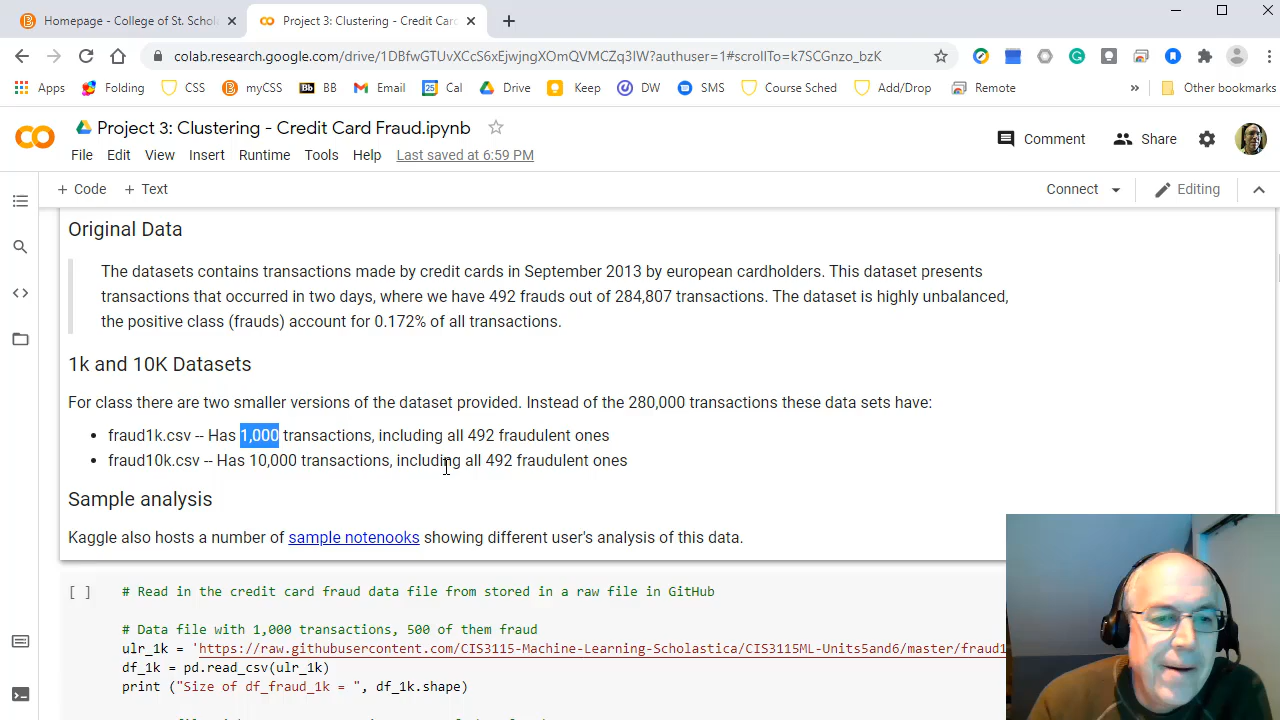 Homepage - College of St. Schol
Project 3: Clustering - Credit Car
colab.research.google.com/drive/1DBfwGTUvXCcS6xEjwjngXOmQVMCZq3IW?authuser=1#scrollTo=k7SCGnzo_bzK
Apps Folding CSS mCSS Bb BB Email 25 Cal Drive Keep DW SMS Course Sched Add/Drop Remote » Other bookmarks
Project 3: Clustering - Credit Card Fraud.ipynb
Comment Share
File Edit View Insert Runtime Tools Help Last saved at 6:59 PM
+ Code + Text Connect Editing
Original Data
The datasets contains transactions made by credit cards in September 2013 by european cardholders. This dataset presents
transactions that occurred in two days, where we have 492 frauds out of 284,807 transactions. The dataset is highly unbalanced,
the positive class (frauds) account for 0.172% of all transactions.
1k and 10K Datasets
For class there are two smaller versions of the dataset provided. Instead of the 280,000 transactions these data sets have:
• fraud1k.csv -- Has 1,000 transactions, including all 492 fraudulent ones
• fraud10k.csv -- Has 10,000 transactions, including all 492 fraudulent ones
Sample analysis
Kaggle also hosts a number of sample notenooks showing different user's analysis of this data.
[ ] # Read in the credit card fraud data file from stored in a raw file in GitHub
# Data file with 1,000 transactions, 500 of them fraud
ulr_1k = 'https://raw.githubusercontent.com/CIS3115-Machine-Learning-Scholastica/CIS3115ML-Units5and6/master/fraud1
df_1k = pd.read_csv(ulr_1k)
print ("Size of df_fraud_1k = ", df_1k.shape)